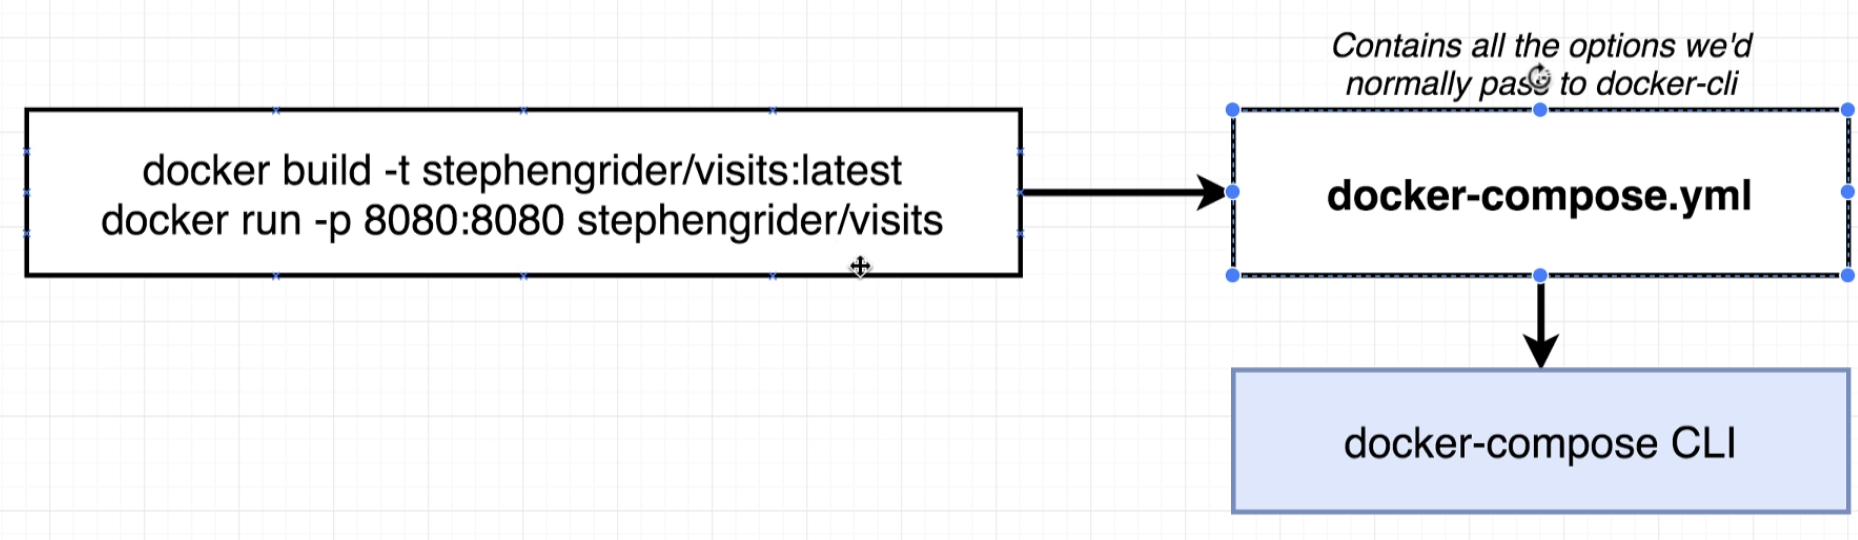 Contains all the options we'd
normally pass to docker-cli
docker build -t stephengrider/visits:latest
docker run -p 8080:8080 stephengrider/visits
docker-compose.yml
docker-compose CLI